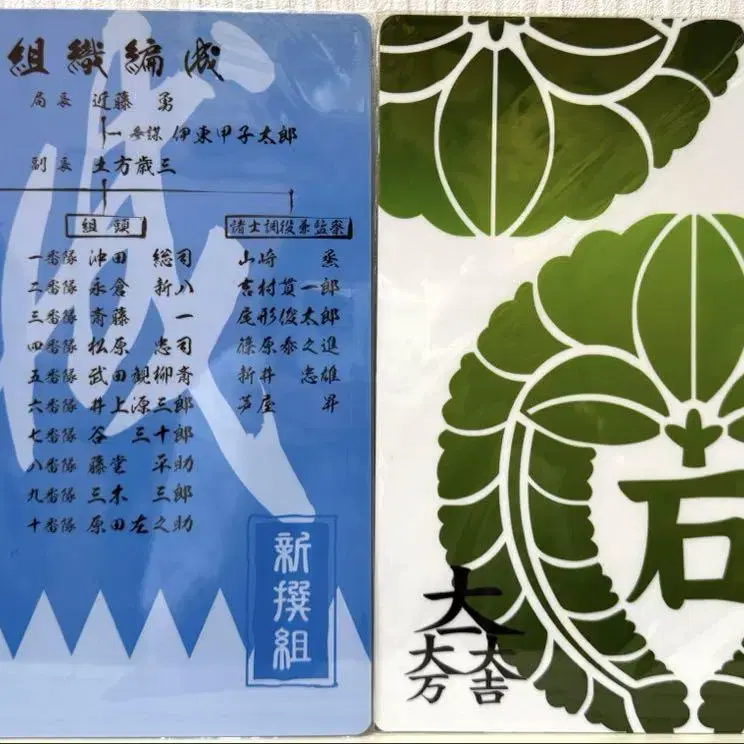 組織編成
局長 近藤 勇
参謀 伊東甲子太郎
副長 土方歳三
組頭
一番隊 沖田 総司
二番隊 永倉 新八
三番隊 斉藤 一
四番隊 松原 忠司
五番隊 武田観柳斉
六番隊 井上源三郎
七番隊 谷 三十郎
八番隊 藤堂 平助
九番隊 三木 三郎
十番隊 原田左之助
諸士調役兼監察
山崎 烝
吉村貫一郎
尾形俊太郎
篠原泰之進
新井 忠雄
芦屋 昇
新撰組
誠
石
大一大万大吉